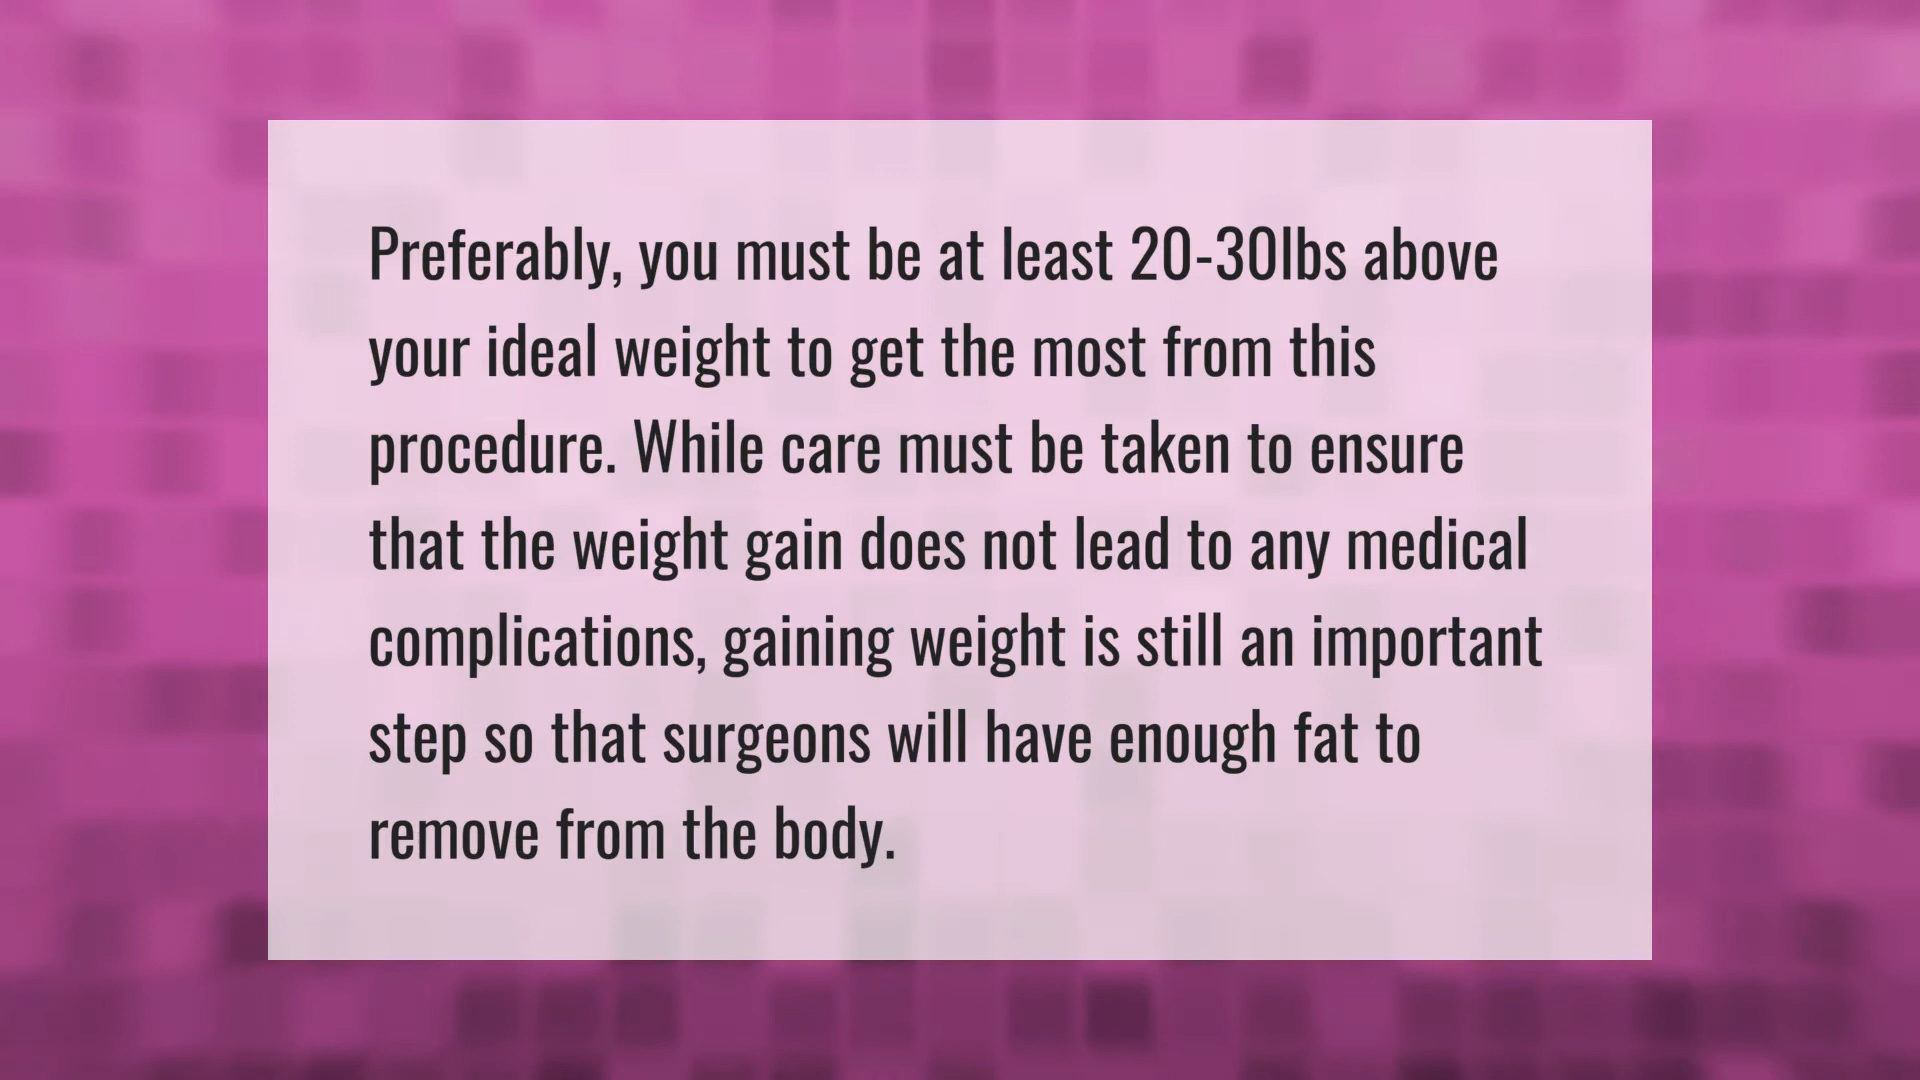 Preferably, you must be at least 20-30lbs above
your ideal weight to get the most from this
procedure. While care must be taken to ensure
that the weight gain does not lead to any medical
complications, gaining weight is still an important
step so that surgeons will have enough fat to
remove from the body.